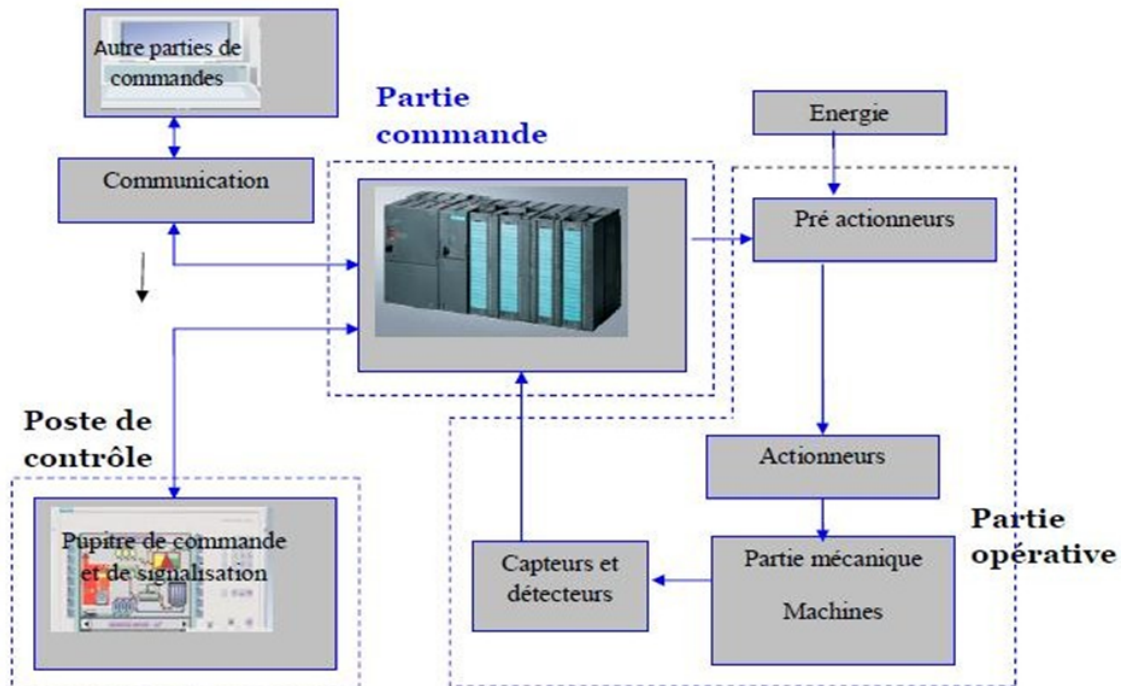 Autre parties de
commandes
Partie
commande
Energie
Communication
Pré actionneurs
Poste de
contrôle
Actionneurs
Pupitre de commande
et de signalisation
Capteurs et
détecteurs
Partie mécanique
Machines
Partie
opérative